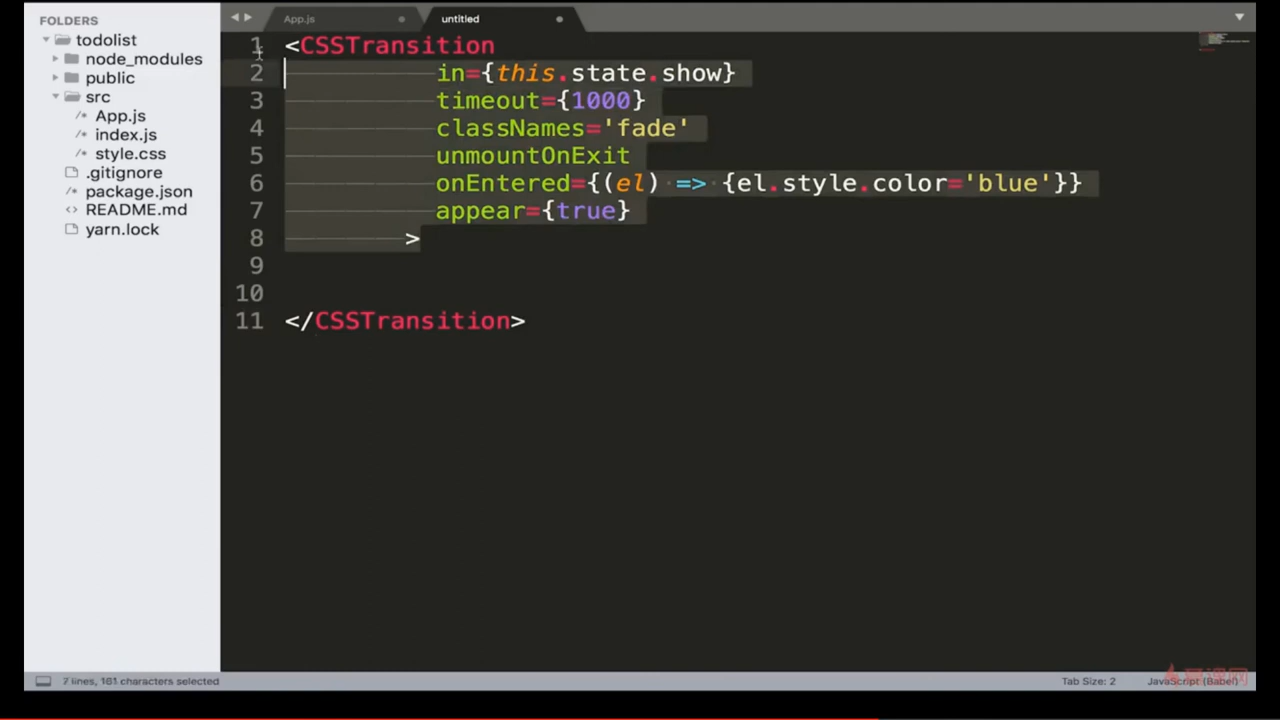 FOLDERS
todolist
node_modules
public
src
App.js
index.js
style.css
.gitignore
package.json
README.md
yarn.lock
App.js
untitled
1 <CSSTransition
2 in={this.state.show}
3 timeout={1000}
4 classNames='fade'
5 unmountOnExit
6 onEntered={(el) => {el.style.color='blue'}}
7 appear={true}
8 >
9
10
11 </CSSTransition>
7 lines, 181 characters selected
Tab Size: 2
JavaScript (Babel)